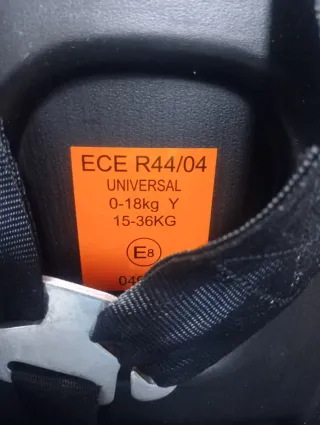 ECE R44/04
UNIVERSAL
0-18kg Y
15-36KG
E8